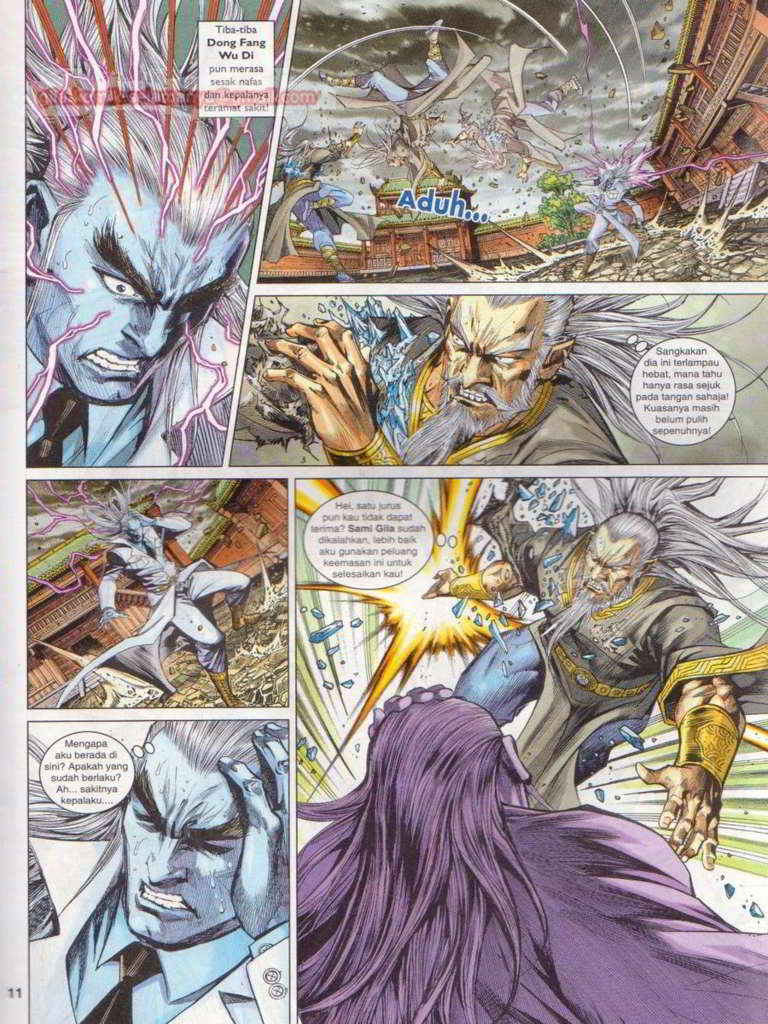 Tiba-tiba
Dong Fang
Wu Di
pun merasa
sesak nafas
dan kepalanya
teramat sakit!
Aduh...
Sangkakan
dia ini terlampau
hebat, mana tahu
hanya rasa sejuk
pada tangan sahaja!
Kuasanya masih
belum pulih
sepenuhnya!
Hei, satu jurus
pun kau tidak dapat
terima? Sami Gila sudah
dikalahkan, lebih baik
aku gunakan peluang
keemasan ini untuk
selesaikan kau!
Mengapa
aku berada di
sini? Apakah yang
sudah berlaku?
Ah... sakitnya
kepalaku....
11